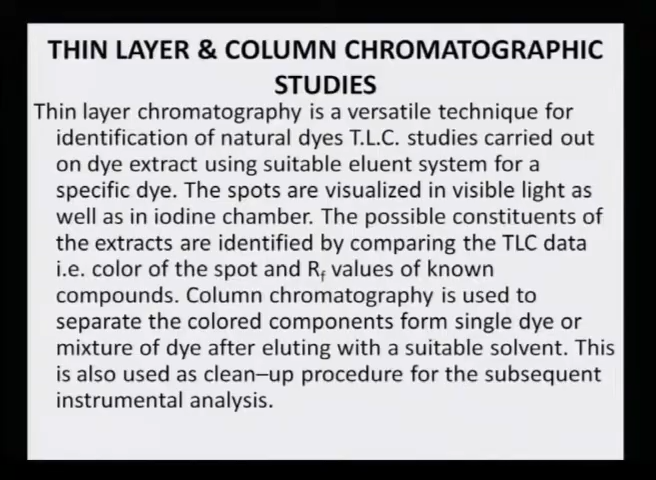 THIN LAYER & COLUMN CHROMATOGRAPHIC
STUDIES
Thin layer chromatography is a versatile technique for
identification of natural dyes T.L.C. studies carried out
on dye extract using suitable eluent system for a
specific dye. The spots are visualized in visible light as
well as in iodine chamber. The possible constituents of
the extracts are identified by comparing the TLC data
i.e. color of the spot and Rf values of known
compounds. Column chromatography is used to
separate the colored components form single dye or
mixture of dye after eluting with a suitable solvent. This
is also used as clean–up procedure for the subsequent
instrumental analysis.